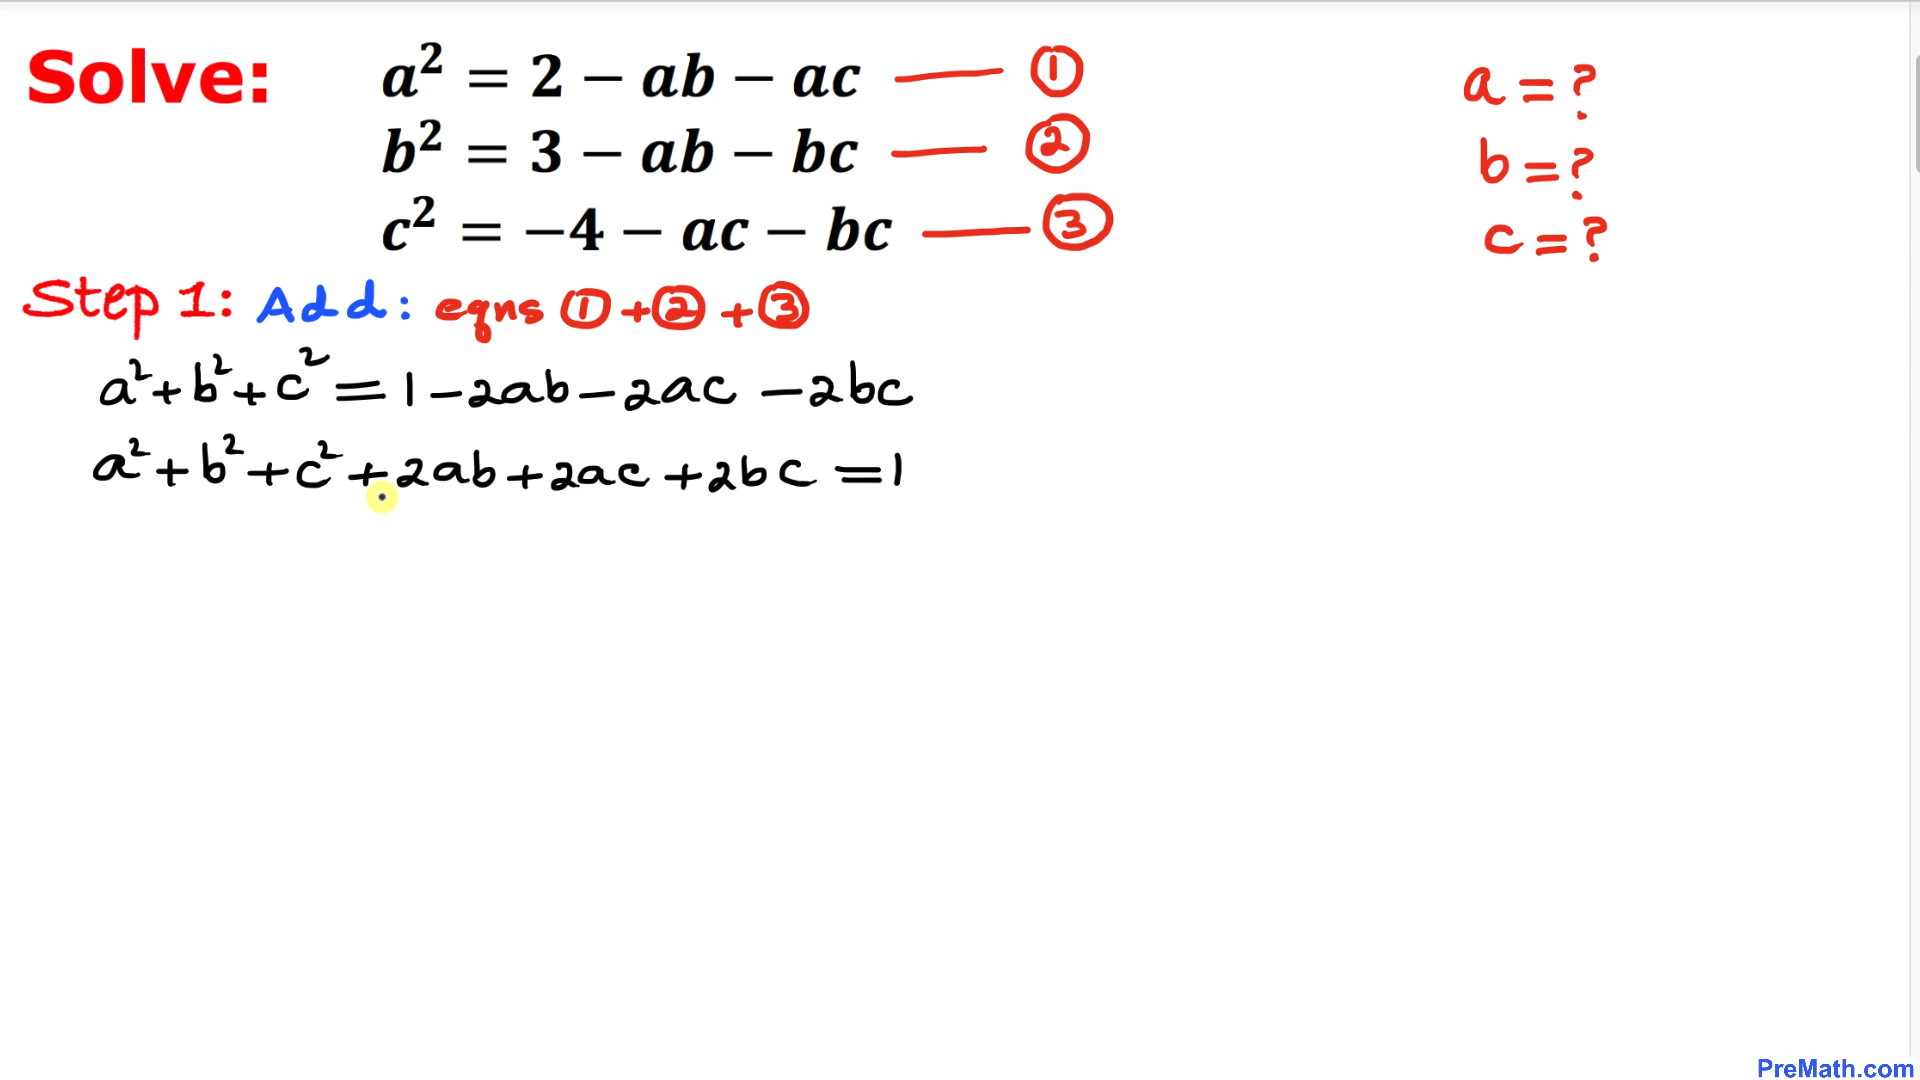 Solve: a² = 2 − ab − ac —— ①
b² = 3 − ab − bc —— ②
c² = −4 − ac − bc —— ③
a = ?
b = ?
c = ?
Step 1: Add: eqns ① + ② + ③
a² + b² + c² = 1 − 2ab − 2ac − 2bc
a² + b² + c² + 2ab + 2ac + 2bc = 1
PreMath.com